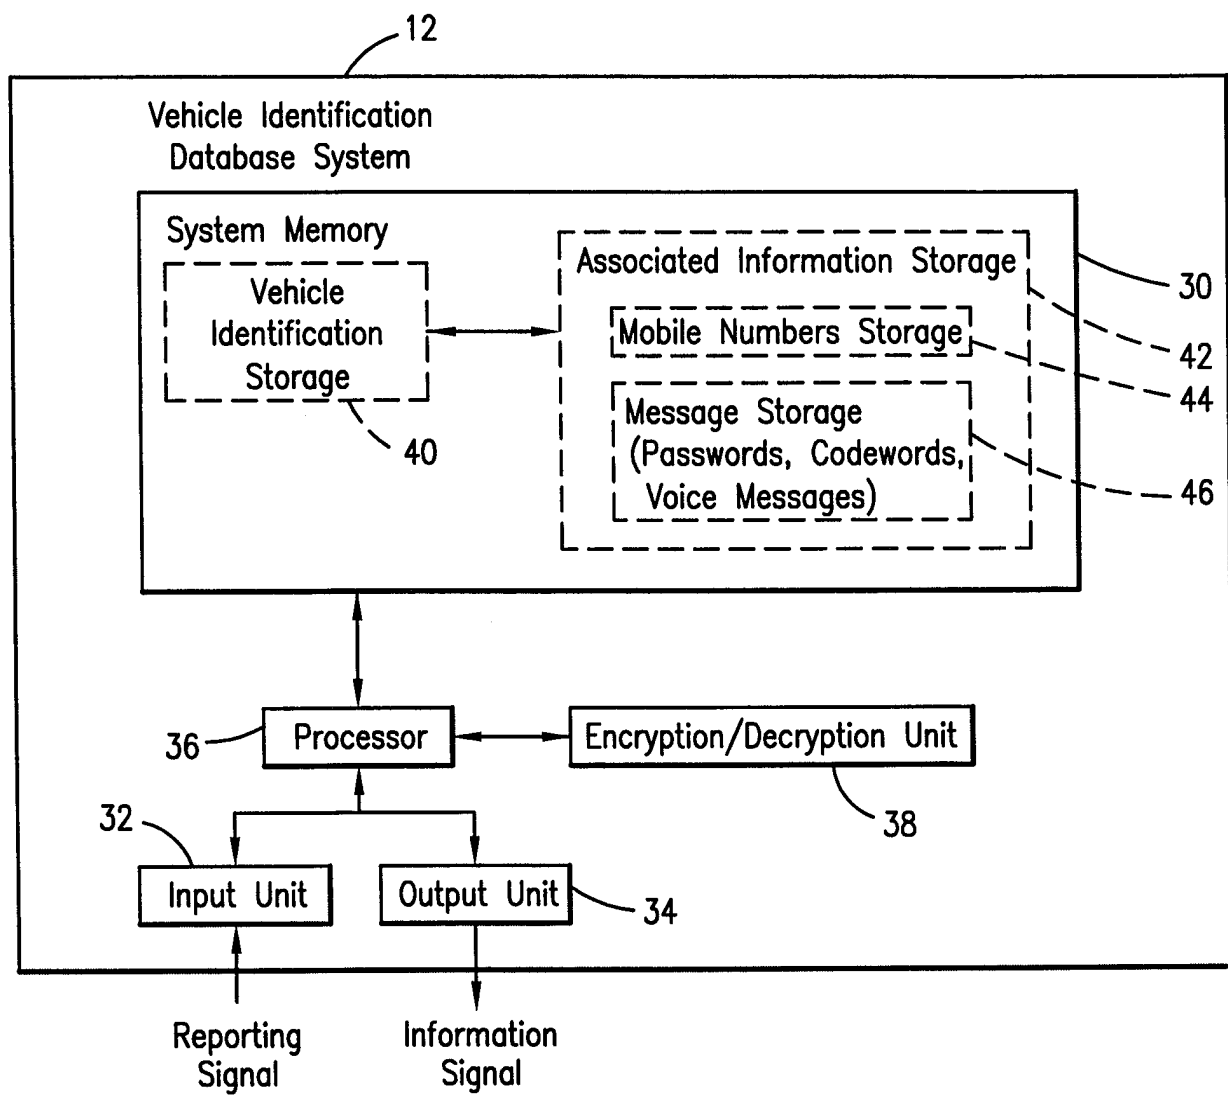 12
Vehicle Identification
Database System
System Memory
Vehicle
Identification
Storage
40
Associated Information Storage
Mobile Numbers Storage
Message Storage
(Passwords, Codewords,
Voice Messages)
30
42
44
46
36
Processor
Encryption/Decryption Unit
38
32
Input Unit
Output Unit
34
Reporting
Signal
Information
Signal